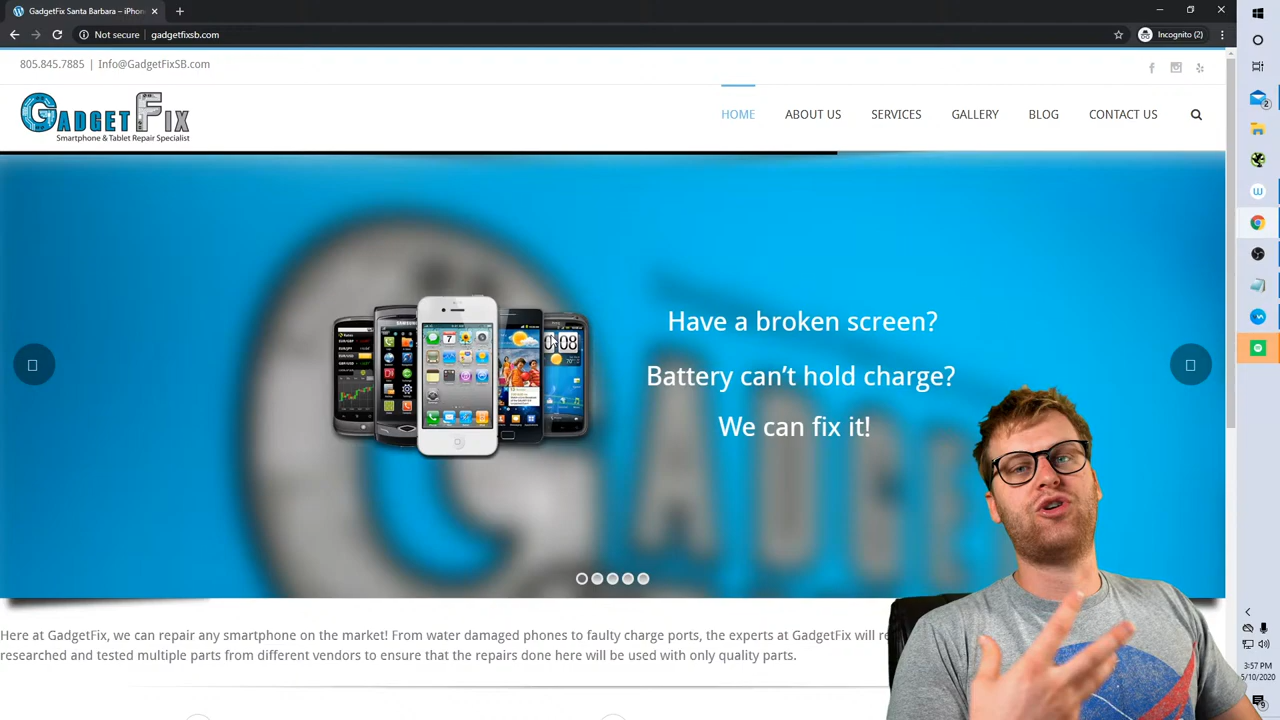 GadgetFix Santa Barbara – iPhon
Not secure | gadgetfixsb.com
Incognito (2)
805.845.7885 | Info@GadgetFixSB.com
GADGETFIX
Smartphone & Tablet Repair Specialist
HOME
ABOUT US
SERVICES
GALLERY
BLOG
CONTACT US
Have a broken screen?
Battery can't hold charge?
We can fix it!
Here at GadgetFix, we can repair any smartphone on the market! From water damaged phones to faulty charge ports, the experts at GadgetFix will
researched and tested multiple parts from different vendors to ensure that the repairs done here will be used with only quality parts.
3:57 PM
5/10/2020